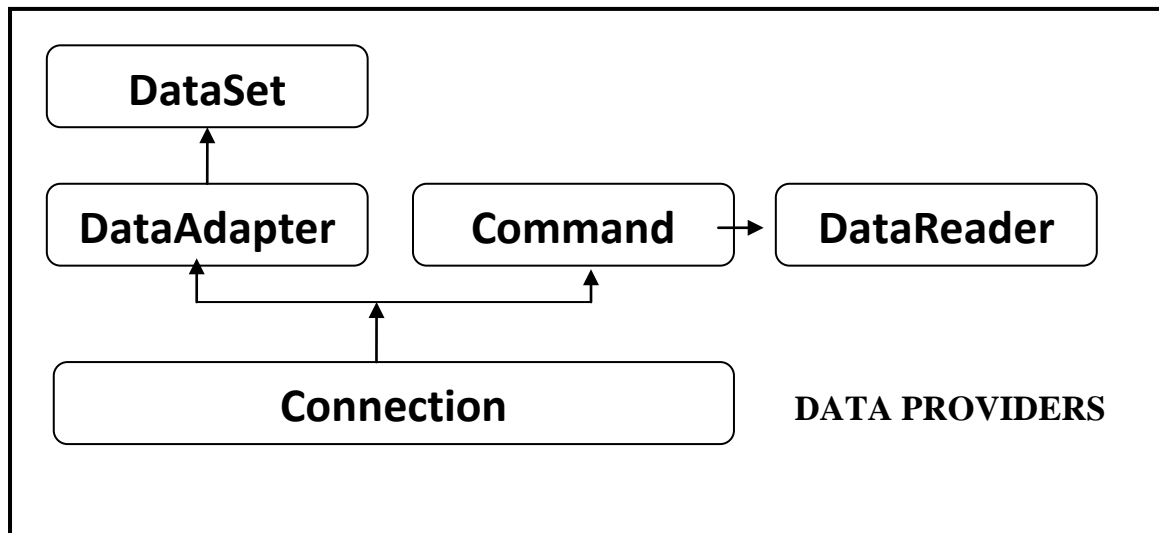 DataSet
DataAdapter
Command
DataReader
Connection
DATA PROVIDERS